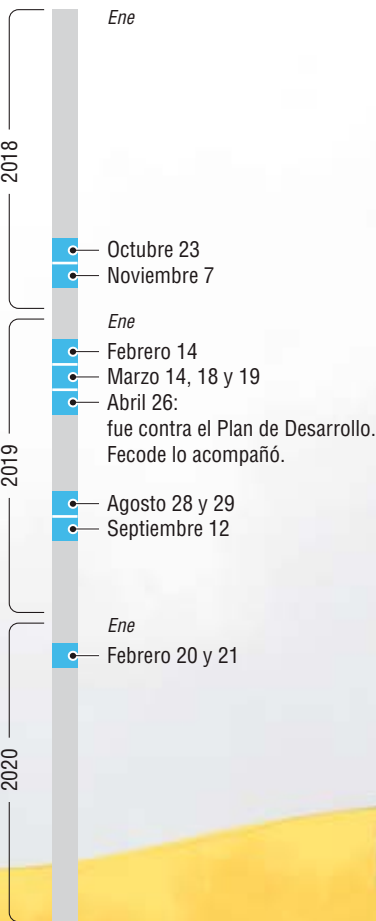 2018
Ene
Octubre 23
Noviembre 7
2019
Ene
Febrero 14
Marzo 14, 18 y 19
Abril 26:
fue contra el Plan de Desarrollo.
Fecode lo acompañó.
Agosto 28 y 29
Septiembre 12
2020
Ene
Febrero 20 y 21